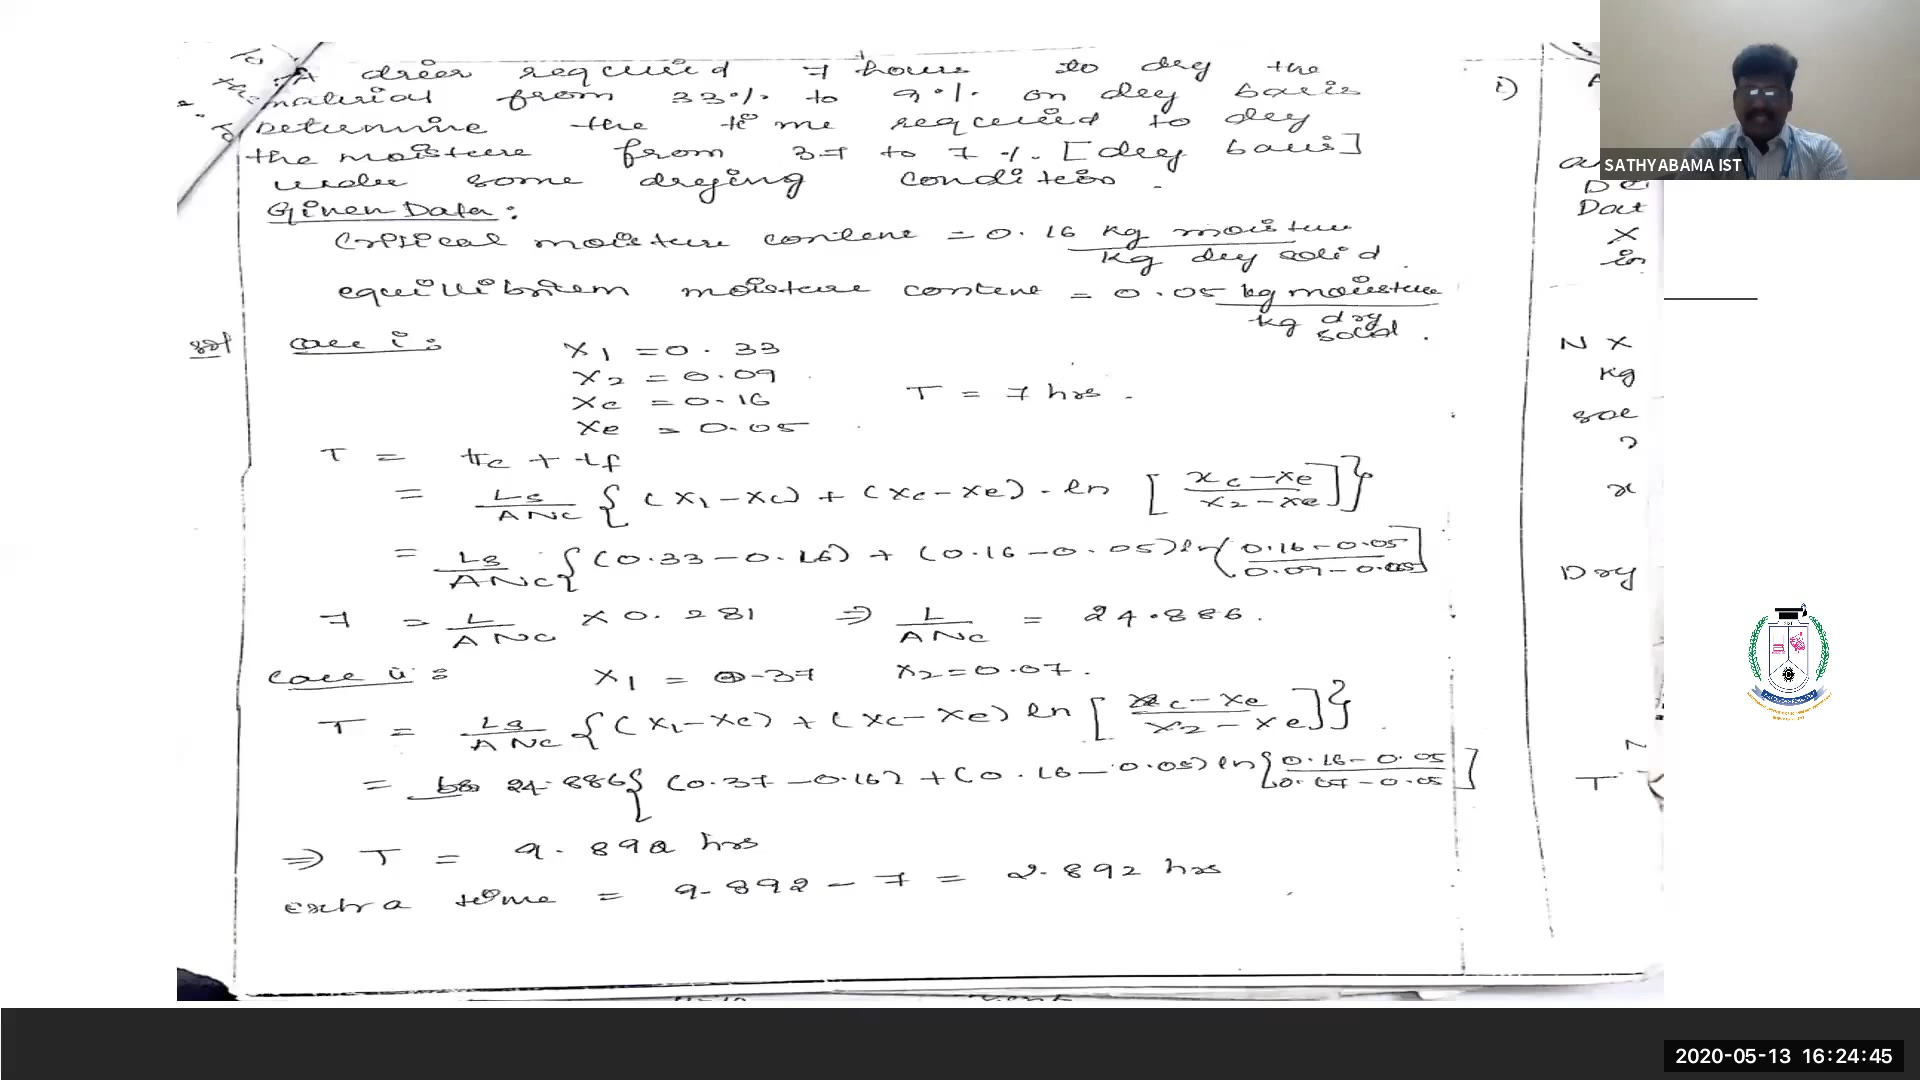 A drier required 7 hours to dry the
material from 33% to 9% on dry basis
Determine the time required to dry
the moisture from 37 to 7%. [dry basis]
under same drying condition.
Given Data:
Critical moisture content = 0.16 kg moisture
kg dry solid
equillibrium moisture content = 0.05 kg moisture
kg dry solid
Sol Case i:
X1 = 0.33
X2 = 0.09
Xc = 0.16
Xe = 0.05
T = 7 hrs.
T = tc + tf
= Ls/ANc {(X1-Xc) + (Xc-Xe).ln [xc-xe/x2-xe]}
= Ls/ANc {(0.33-0.16) + (0.16-0.05)ln(0.16-0.05/0.09-0.05]
7 = L/ANc x 0.281 ⇒ L/ANc = 24.886.
Case ii: X1 = 0.37 X2=0.07.
T = Ls/ANc {(X1-Xc) + (Xc-Xe) ln [xc-xe/x2-xe]}
= 24.886{(0.37-0.16) + (0.16-0.05) ln{0.16-0.05/0.07-0.05]
⇒ T = 9.892 hrs
extra time = 9.892 - 7 = 2.892 hrs
i)
Dat
X
in
N X
kg
sol
x
Dry
N
T
SATHYABAMA IST
2020-05-13 16:24:45